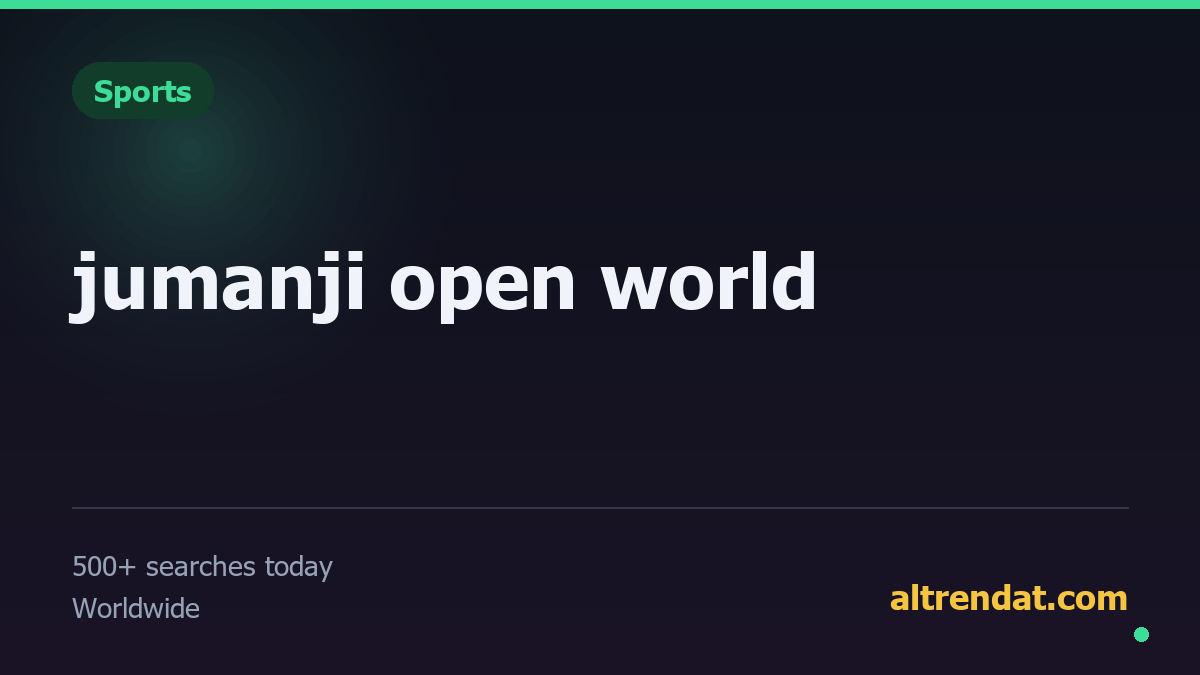 Sports
jumanji open world
500+ searches today
Worldwide
altrendat.com